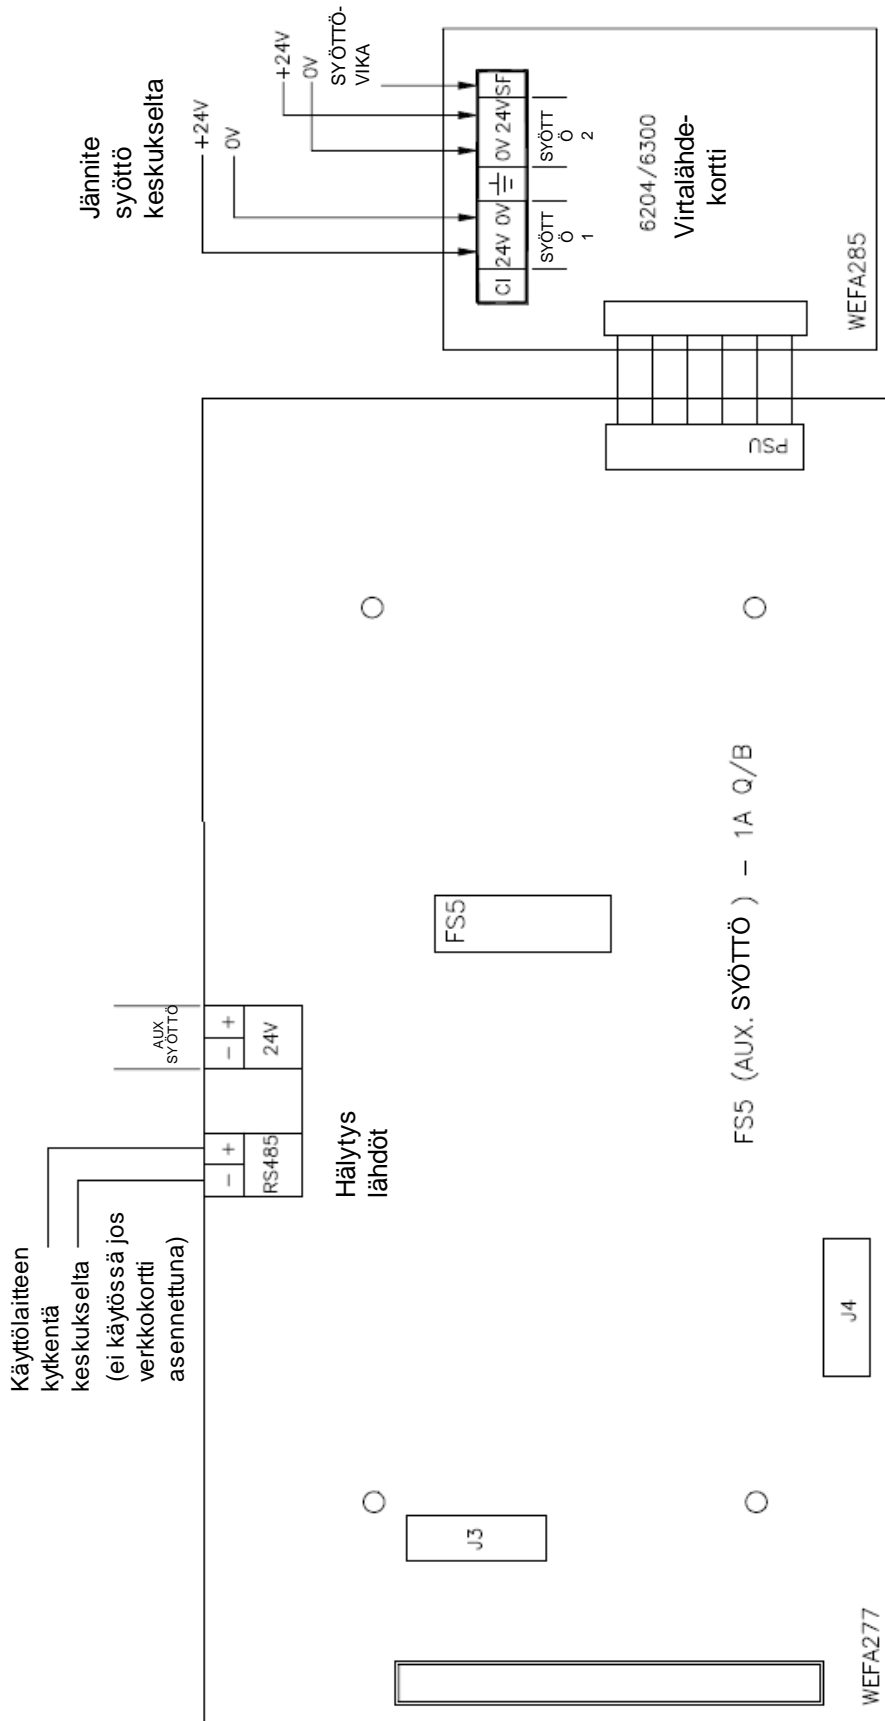 Käyttölaitteen
kytkentä
keskukselta
(ei käytössä jos
verkkokortti
asennettuna)
AUX
SYÖTTÖ
- + - +
RS485 24V
Hälytys
lähdöt
Jännite
syöttö
keskukselta
+24V
0V
+24V
0V
SYÖTTÖ-
VIKA
CI 24V 0V 0V 24V SF
SYÖTT
Ö
1
SYÖTT
Ö
2
6204/6300
Virtalähde-
kortti
WEFA285
PSU
FS5
FS5 (AUX. SYÖTTÖ ) – 1A Q/B
J3
J4
WEFA277